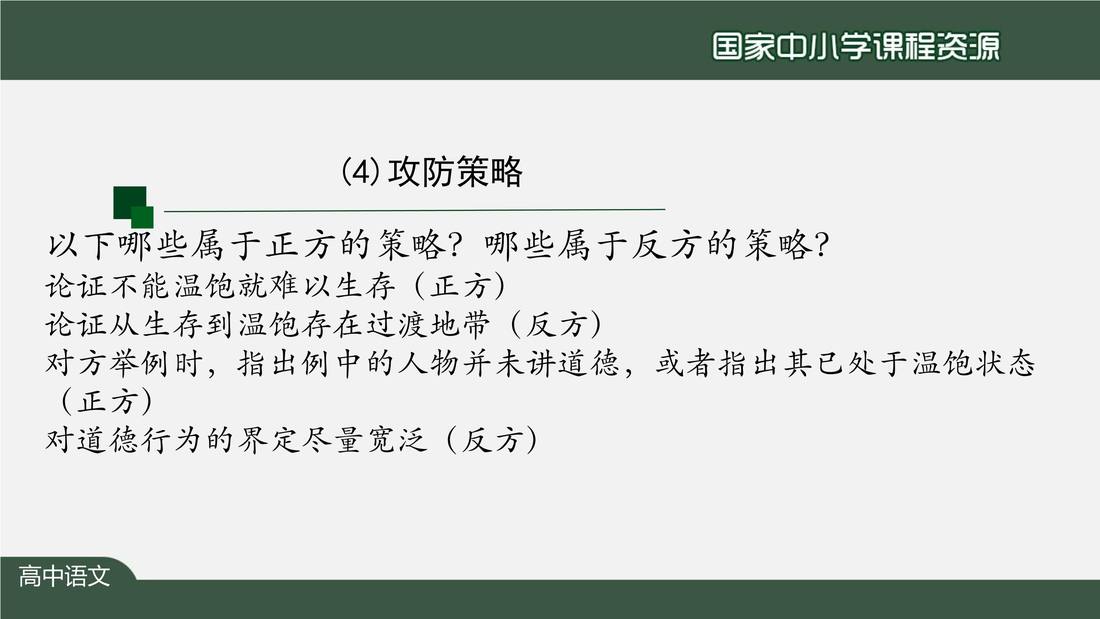 国家中小学课程资源
(4)攻防策略
以下哪些属于正方的策略？哪些属于反方的策略？
论证不能温饱就难以生存（正方）
论证从生存到温饱存在过渡地带（反方）
对方举例时，指出例中的人物并未讲道德，或者指出其已处于温饱状态
（正方）
对道德行为的界定尽量宽泛（反方）
高中语文